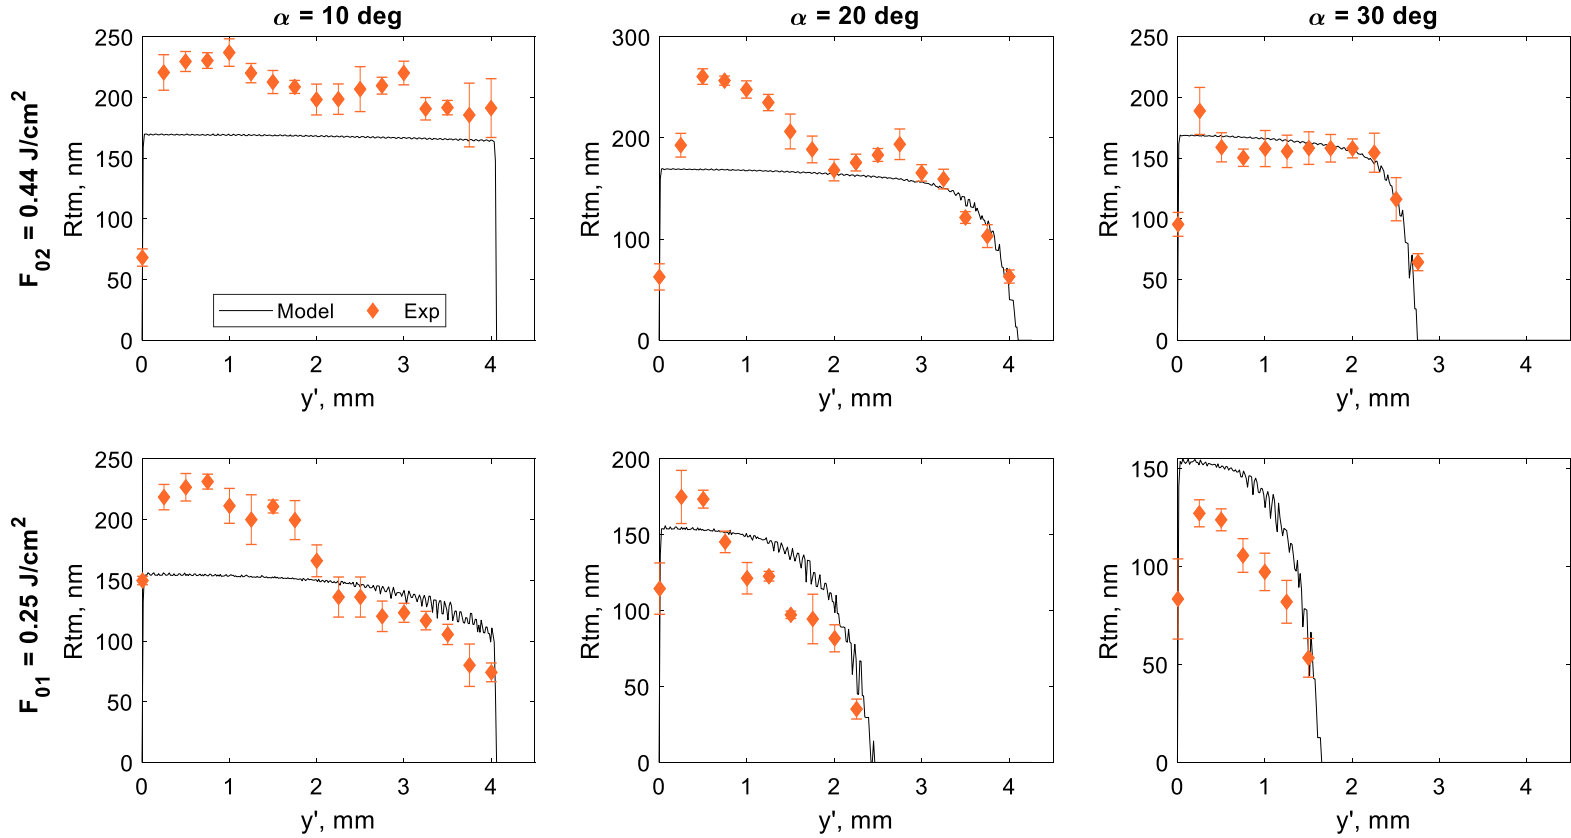 α = 10 deg
α = 20 deg
α = 30 deg
F02 = 0.44 J/cm2
Rtm, nm
250
200
150
100
50
0
0 1 2 3 4
y', mm
Model Exp
Rtm, nm
300
200
100
0
0 1 2 3 4
y', mm
Rtm, nm
250
200
150
100
50
0
0 1 2 3 4
y', mm
F01 = 0.25 J/cm2
Rtm, nm
250
200
150
100
50
0
0 1 2 3 4
y', mm
Rtm, nm
200
150
100
50
0
0 1 2 3 4
y', mm
Rtm, nm
150
100
50
0
0 1 2 3 4
y', mm